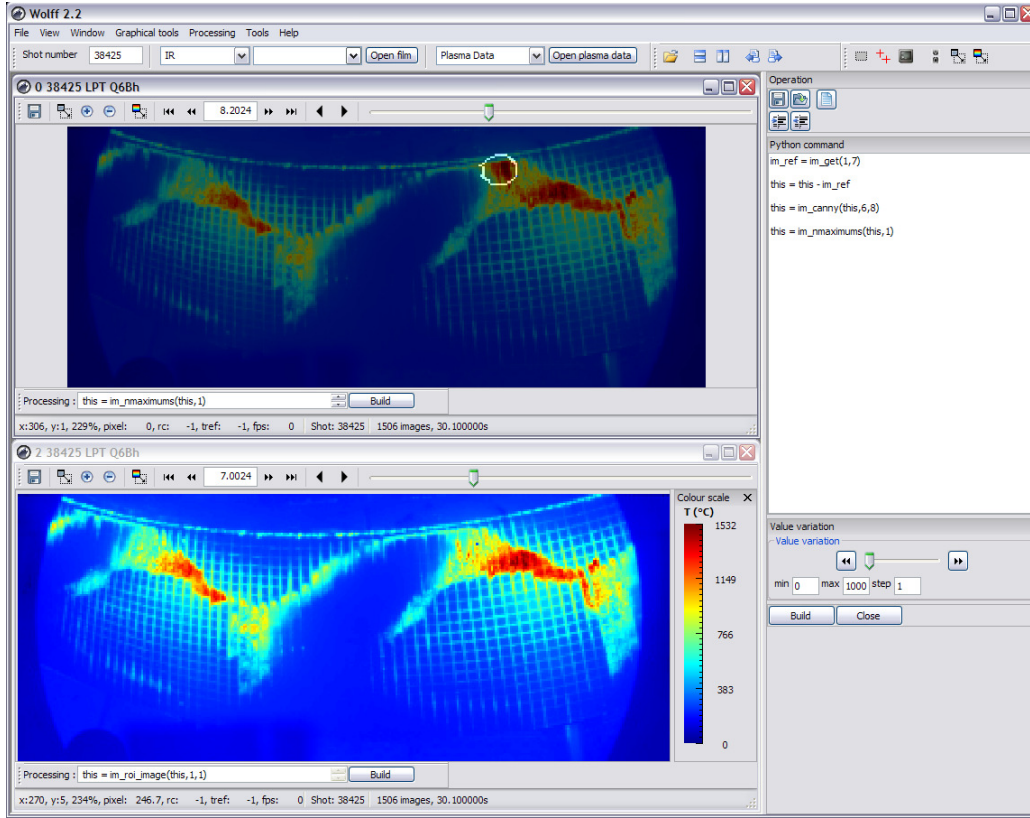 Wolff 2.2
File View Window Graphical tools Processing Tools Help
Shot number 38425 IR Open film Plasma Data Open plasma data
0 38425 LPT Q6Bh
8.2024
Processing : this = im_nmaximums(this,1) Build
x:306, y:1, 229%, pixel: 0, rc: -1, tref: -1, fps: 0 Shot: 38425 1506 images, 30.100000s
2 38425 LPT Q6Bh
7.0024
Colour scale X
T (°C)
1532
1149
766
383
0
Processing : this = im_roi_image(this,1,1) Build
x:270, y:5, 234%, pixel: 246.7, rc: -1, tref: -1, fps: 0 Shot: 38425 1506 images, 30.100000s
Operation
Python command
im_ref = im_get(1,7)
this = this - im_ref
this = im_canny(this,6,8)
this = im_nmaximums(this,1)
Value variation
Value variation
min 0 max 1000 step 1
Build Close